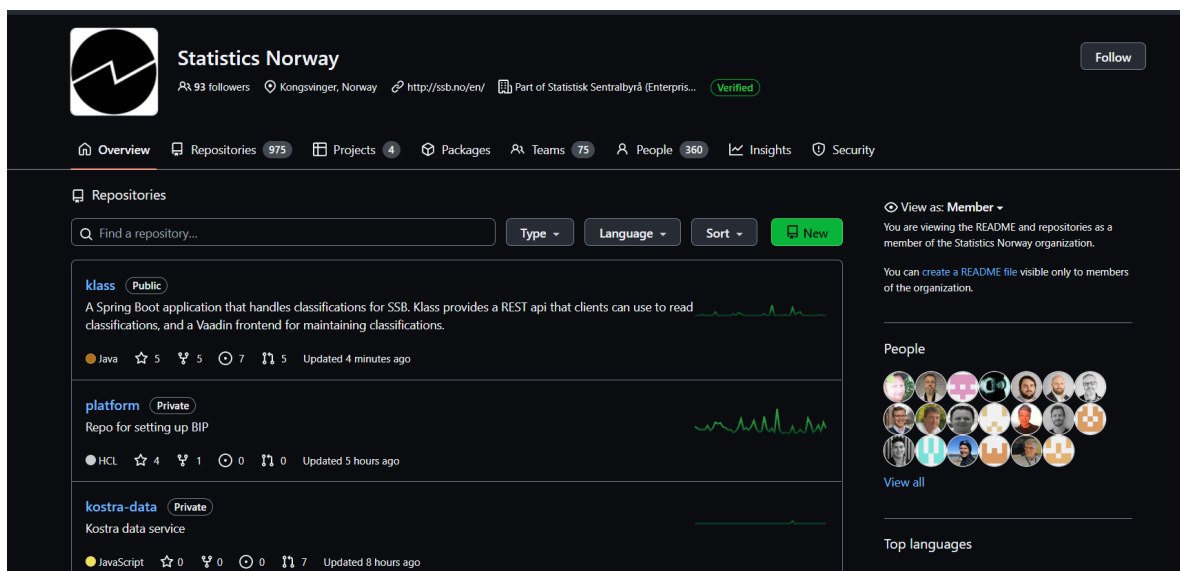 Statistics Norway
93 followers Kongsvinger, Norway http://ssb.no/en/ Part of Statistisk Sentralbyrå (Enterpris... Verified
Follow
Overview Repositories 975 Projects 4 Packages Teams 75 People 360 Insights Security
Repositories
Find a repository... Type Language Sort New
klass Public
A Spring Boot application that handles classifications for SSB. Klass provides a REST api that clients can use to read
classifications, and a Vaadin frontend for maintaining classifications.
Java 5 5 7 5 Updated 4 minutes ago
platform Private
Repo for setting up BIP
HCL 4 1 0 0 Updated 5 hours ago
kostra-data Private
Kostra data service
JavaScript 0 0 0 7 Updated 8 hours ago
View as: Member
You are viewing the README and repositories as a
member of the Statistics Norway organization.
You can create a README file visible only to members
of the organization.
People
View all
Top languages